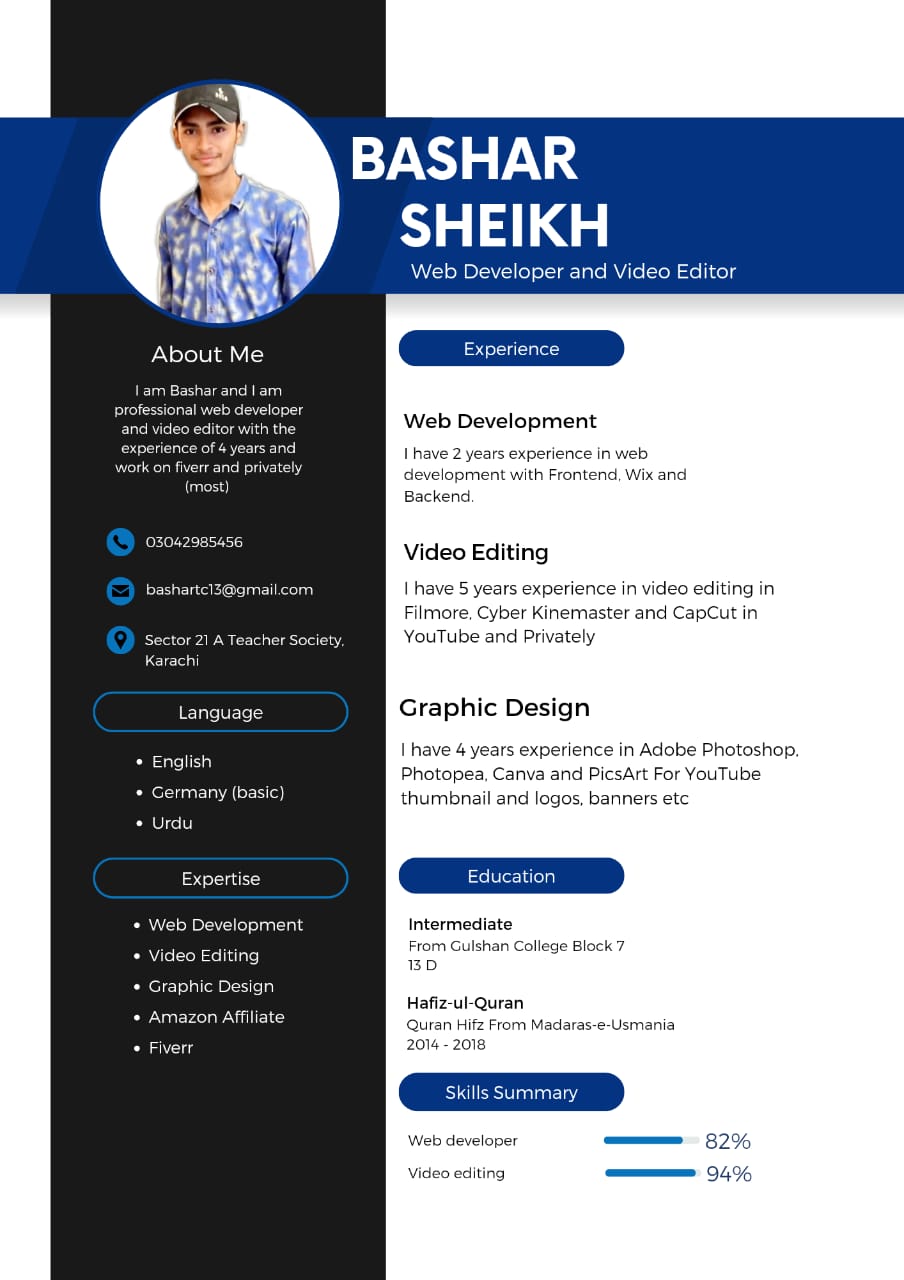 BASHAR
SHEIKH
Web Developer and Video Editor
About Me
I am Bashar and I am
professional web developer
and video editor with the
experience of 4 years and
work on fiverr and privately
(most)
03042985456
bashartc13@gmail.com
Sector 21 A Teacher Society,
Karachi
Language
• English
• Germany (basic)
• Urdu
Expertise
• Web Development
• Video Editing
• Graphic Design
• Amazon Affiliate
• Fiverr
Experience
Web Development
I have 2 years experience in web
development with Frontend, Wix and
Backend.
Video Editing
I have 5 years experience in video editing in
Filmore, Cyber Kinemaster and CapCut in
YouTube and Privately
Graphic Design
I have 4 years experience in Adobe Photoshop,
Photopea, Canva and PicsArt For YouTube
thumbnail and logos, banners etc
Education
Intermediate
From Gulshan College Block 7
13 D
Hafiz-ul-Quran
Quran Hifz From Madaras-e-Usmania
2014 - 2018
Skills Summary
Web developer 82%
Video editing 94%